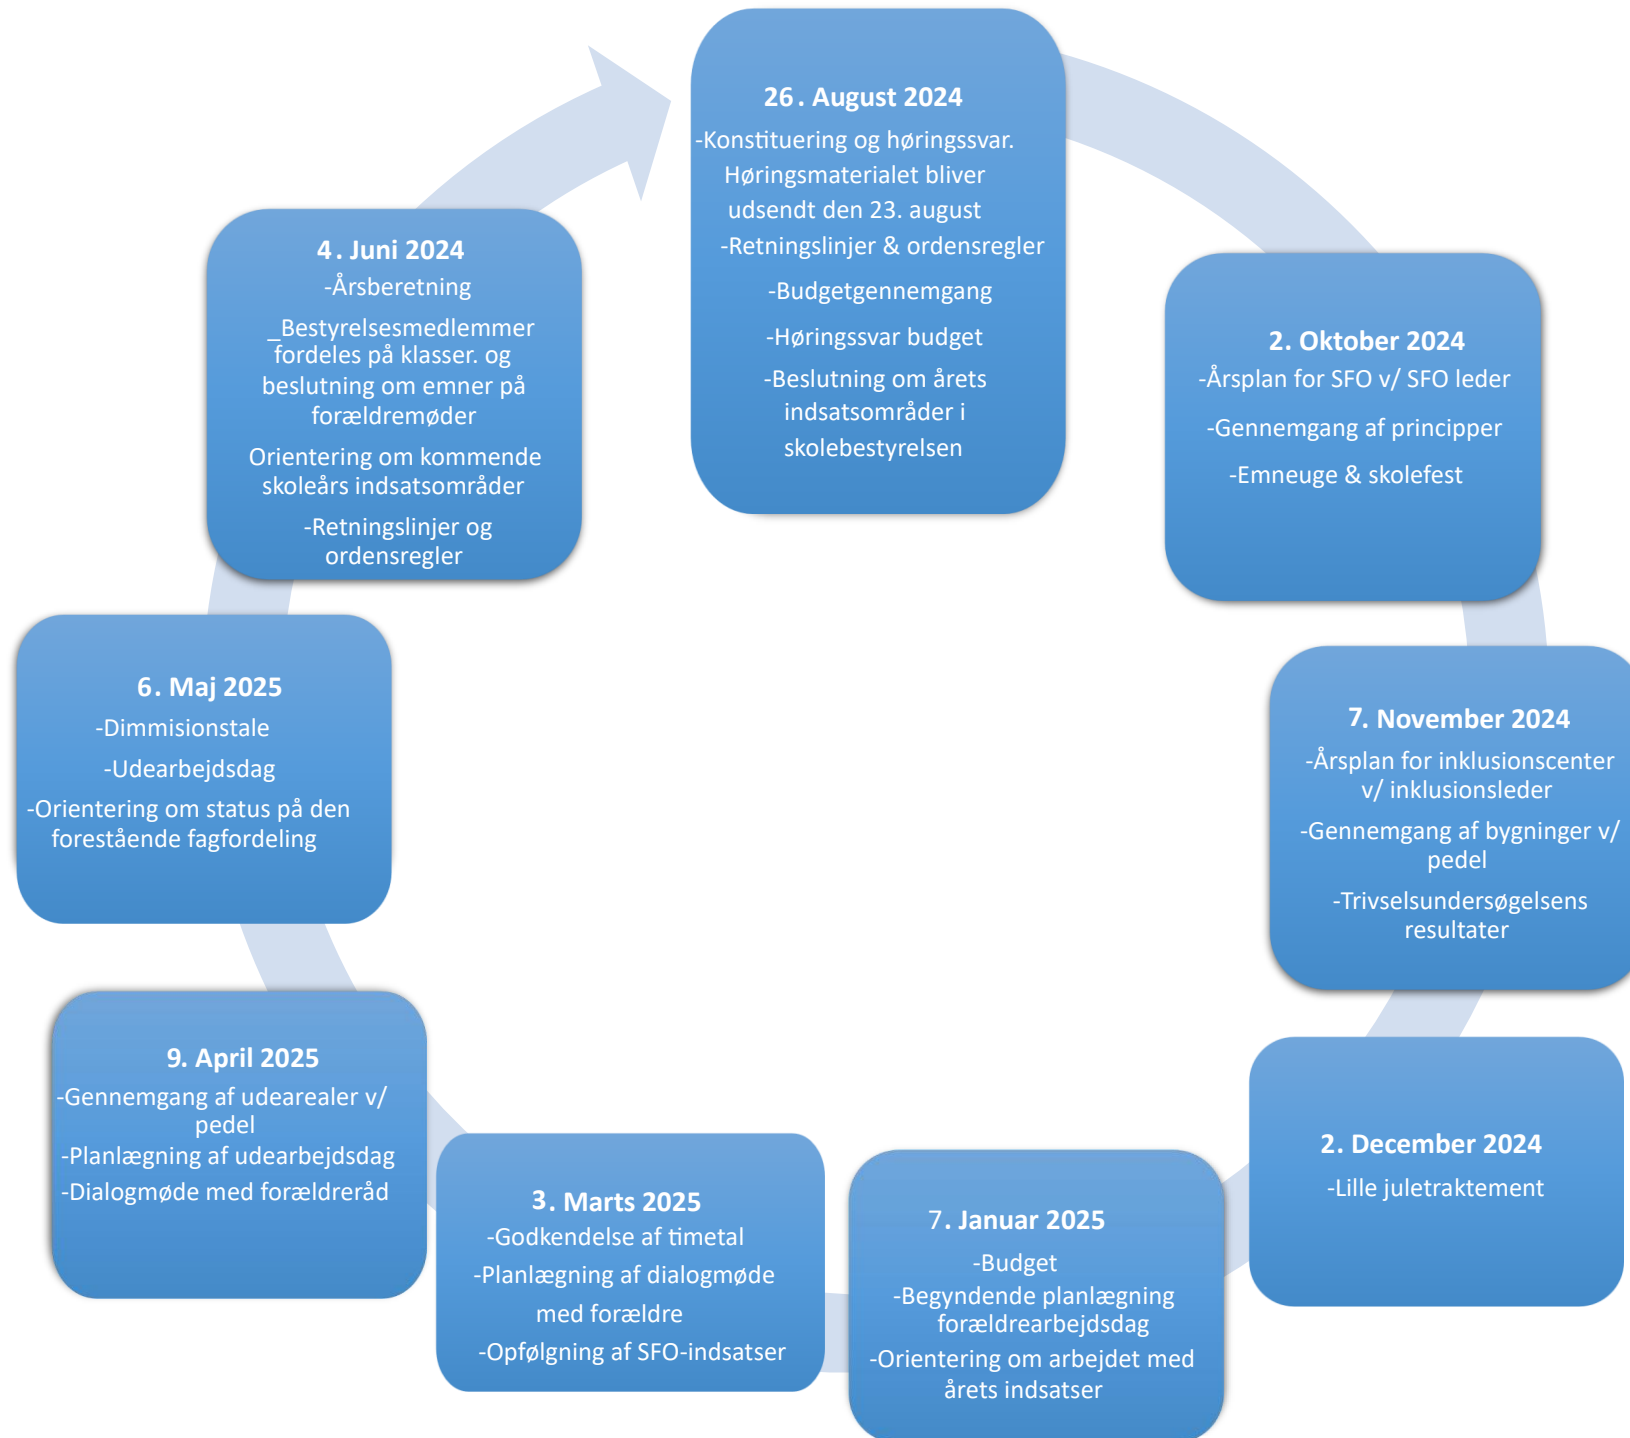 26. August 2024
-Konstituering og høringssvar.
Høringsmaterialet bliver
udsendt den 23. august
-Retningslinjer & ordensregler
-Budgetgennemgang
-Høringssvar budget
-Beslutning om årets
indsatsområder i
skolebestyrelsen
2. Oktober 2024
-Årsplan for SFO v/ SFO leder
-Gennemgang af principper
-Emneuge & skolefest
7. November 2024
-Årsplan for inklusionscenter
v/ inklusionsleder
-Gennemgang af bygninger v/
pedel
-Trivselsundersøgelsens
resultater
2. December 2024
-Lille juletraktement
7. Januar 2025
-Budget
-Begyndende planlægning
forældrearbejdsdag
-Orientering om arbejdet med
årets indsatser
3. Marts 2025
-Godkendelse af timetal
-Planlægning af dialogmøde
med forældre
-Opfølgning af SFO-indsatser
9. April 2025
-Gennemgang af udearealer v/
pedel
-Planlægning af udearbejdsdag
-Dialogmøde med forældreråd
6. Maj 2025
-Dimmisionstale
-Udearbejdsdag
-Orientering om status på den
forestående fagfordeling
4. Juni 2024
-Årsberetning
_Bestyrelsesmedlemmer
fordeles på klasser. og
beslutning om emner på
forældremøder
Orientering om kommende
skoleårs indsatsområder
-Retningslinjer og
ordensregler